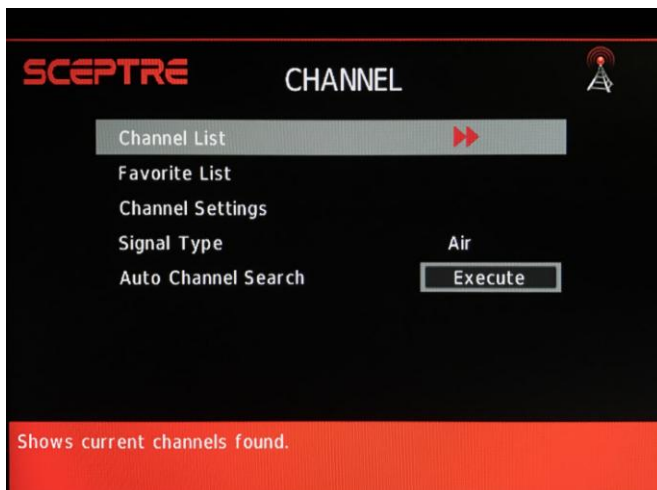 SCEPTRE
CHANNEL
Channel List
Favorite List
Channel Settings
Signal Type Air
Auto Channel Search Execute
Shows current channels found.